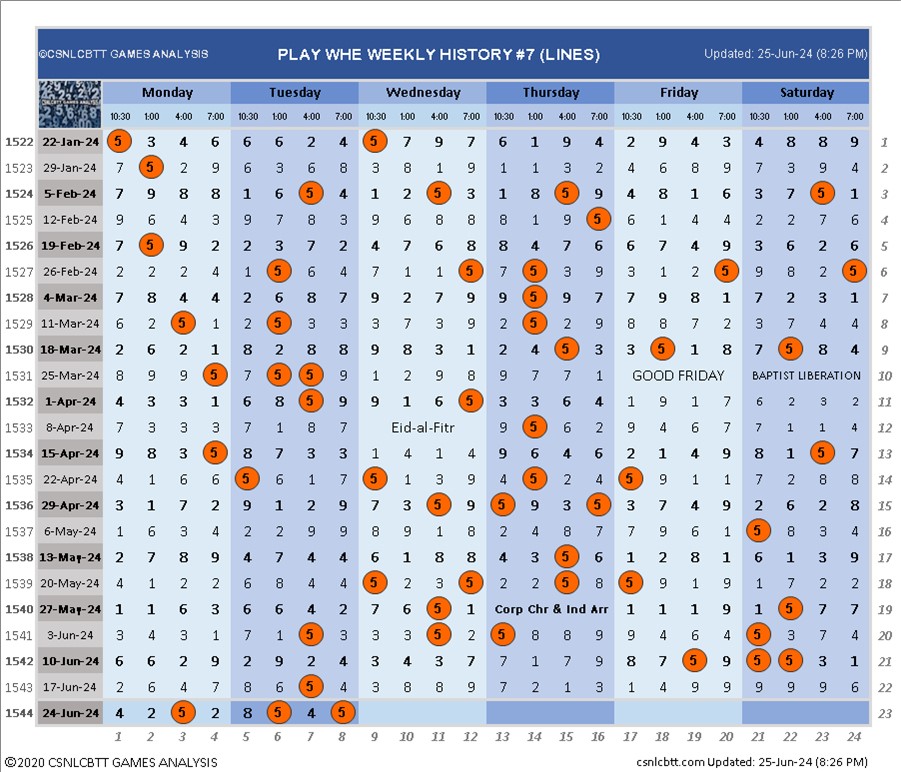 ©CSNLCBTT GAMES ANALYSIS PLAY WHE WEEKLY HISTORY #7 (LINES) Updated: 25-Jun-24 (8:26 PM)
Monday Tuesday Wednesday Thursday Friday Saturday
10:30 1:00 4:00 7:00 10:30 1:00 4:00 7:00 10:30 1:00 4:00 7:00 10:30 1:00 4:00 7:00 10:30 1:00 4:00 7:00 10:30 1:00 4:00 7:00
1522 22-Jan-24 5 3 4 6 6 6 2 4 5 7 9 7 6 1 9 4 2 9 4 3 4 8 8 9 1
1523 29-Jan-24 7 5 2 9 6 3 6 8 3 8 1 9 1 1 3 2 4 6 8 9 7 3 9 4 2
1524 5-Feb-24 7 9 8 8 1 6 5 4 1 2 5 3 1 8 5 9 4 8 6 1 3 7 5 1 3
1525 12-Feb-24 9 6 4 3 9 7 8 3 9 6 8 8 8 1 9 5 6 1 4 4 2 2 7 6 4
1526 19-Feb-24 7 5 9 2 2 3 7 2 4 7 6 8 8 4 7 6 6 7 4 9 3 6 2 6 5
1527 26-Feb-24 2 2 2 4 1 5 6 4 7 1 1 5 7 5 3 9 3 1 2 5 9 8 2 5 6
1528 4-Mar-24 7 8 4 4 2 6 8 7 9 2 7 9 9 5 9 7 7 9 8 1 7 2 3 1 7
1529 11-Mar-24 6 2 5 1 2 5 3 3 3 7 3 9 2 5 2 9 8 8 7 2 3 7 4 4 8
1530 18-Mar-24 2 6 2 1 8 2 8 8 9 8 3 1 2 4 5 3 3 5 1 8 7 5 8 4 9
1531 25-Mar-24 8 9 9 5 7 5 5 9 1 2 9 8 9 7 7 1 GOOD FRIDAY BAPTIST LIBERATION 10
1532 1-Apr-24 4 3 3 1 6 8 5 9 9 1 6 5 3 3 6 4 1 9 1 7 6 2 3 2 11
1533 8-Apr-24 7 3 3 3 7 1 8 7 Eid-al-Fitr 9 5 6 2 9 4 6 7 7 1 1 4 12
1534 15-Apr-24 9 8 3 5 8 7 3 3 1 4 1 4 9 6 4 6 2 1 4 9 8 1 5 7 13
1535 22-Apr-24 4 1 6 6 5 6 1 7 5 1 3 9 4 5 2 4 5 9 1 1 7 2 8 8 14
1536 29-Apr-24 3 1 7 2 9 1 2 9 7 3 5 9 5 9 3 5 3 7 4 9 2 6 2 8 15
1537 6-May-24 1 6 3 4 2 2 9 9 8 9 1 8 2 4 8 7 7 9 6 1 5 8 3 4 16
1538 13-May-24 2 7 8 9 4 7 4 4 6 1 8 8 4 3 5 6 1 2 8 1 6 1 3 9 17
1539 20-May-24 4 1 2 2 6 8 4 4 5 2 3 5 2 2 5 8 5 9 9 9 1 7 2 2 18
1540 27-May-24 1 1 6 3 6 6 4 2 7 6 5 1 Corp Chr & Ind Arr 1 1 1 9 1 5 7 7 19
1541 3-Jun-24 3 4 3 1 7 1 5 3 3 3 5 2 5 8 8 9 9 4 6 4 5 3 7 4 20
1542 10-Jun-24 6 6 2 9 2 9 2 4 3 4 3 7 7 1 7 9 8 7 5 9 5 5 3 1 21
1543 17-Jun-24 2 6 4 7 8 6 5 4 3 8 8 9 7 2 1 3 1 4 9 9 9 9 9 6 22
1544 24-Jun-24 4 2 5 2 8 5 4 5 23
1 2 3 4 5 6 7 8 9 10 11 12 13 14 15 16 17 18 19 20 21 22 23 24
©2020 CSNLCBTT GAMES ANALYSIS csnlcbtt.com Updated: 25-Jun-24 (8:26 PM)